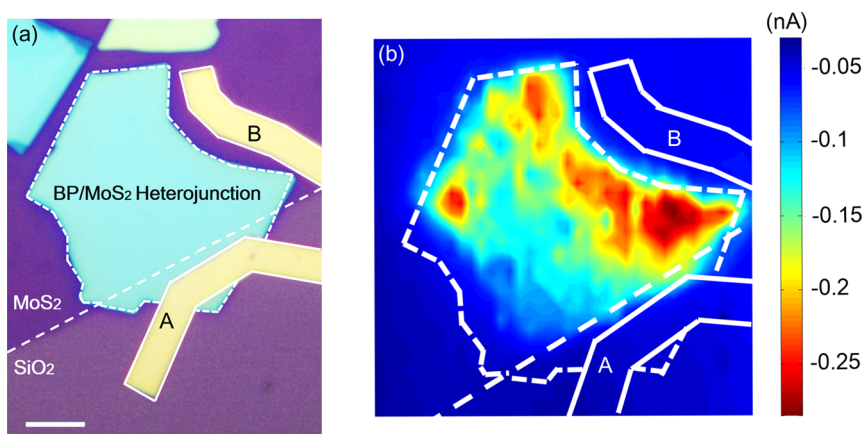 (a)
B
BP/MoS₂ Heterojunction
MoS₂
A
SiO₂
(b)
B
A
(nA)
-0.05
-0.1
-0.15
-0.2
-0.25